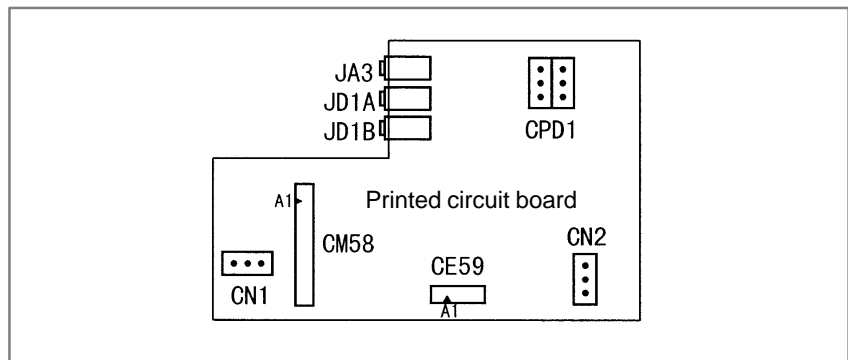 JA3
JD1A
JD1B
CPD1
A1
Printed circuit board
CM58
CN1
CE59
A1
CN2